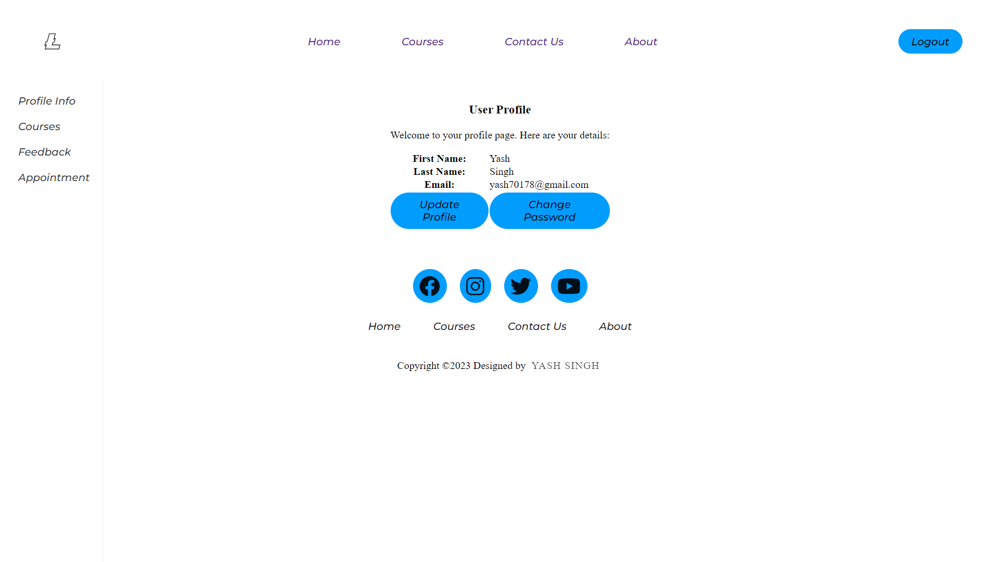 Home Courses Contact Us About Logout
Profile Info
Courses
Feedback
Appointment
User Profile
Welcome to your profile page. Here are your details:
First Name: Yash
Last Name: Singh
Email: yash70178@gmail.com
Update
Profile
Change
Password
Home Courses Contact Us About
Copyright ©2023 Designed by YASH SINGH